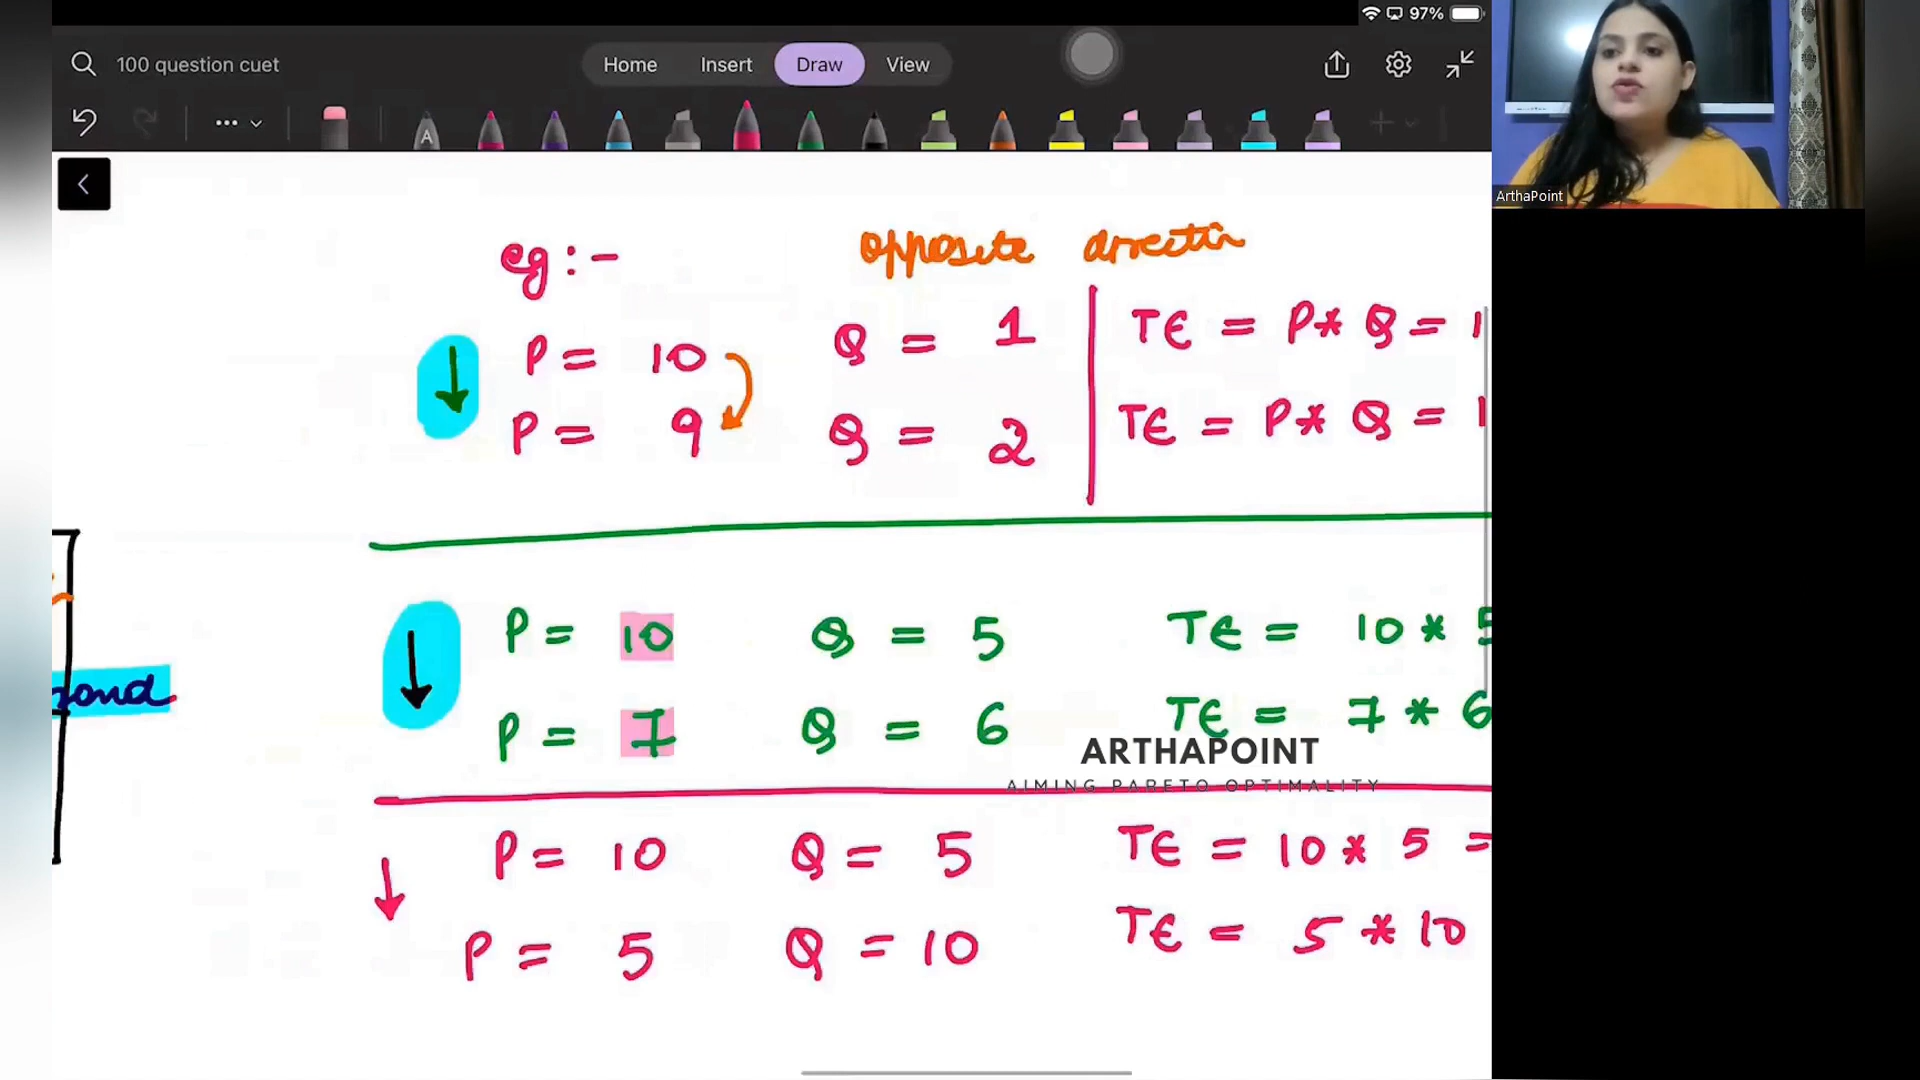 97%
100 question cuet
Home Insert Draw View
A
ArthaPoint
eg :-
opposite
P = 10 Q = 1 TE = P * Q = 1
P = 9 Q = 2 TE = P * Q = 1
P = 10 Q = 5 TE = 10 * 5
P = 7 Q = 6 TE = 7 * 6
ARTHAPOINT
AIMING PARETO OPTIMALITY
P = 10 Q = 5 TE = 10 * 5 =
P = 5 Q = 10 TE = 5 * 10